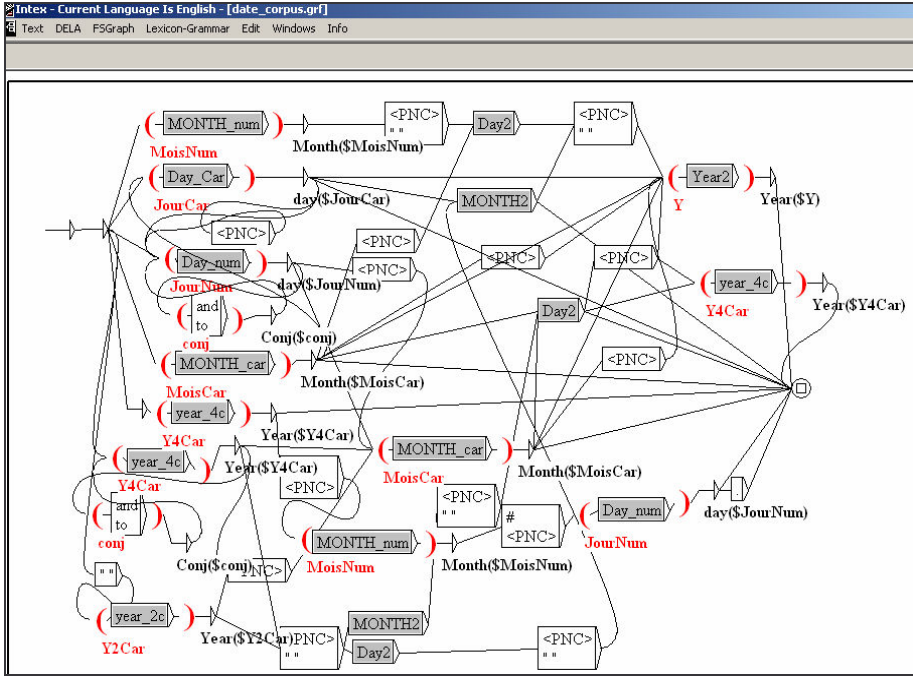 Intex - Current Language Is English - [date_corpus.grf]
Text DELA FSGraph Lexicon-Grammar Edit Windows Info
MONTH_num
MoisNum
Month($MoisNum)
<PNC>
" "
Day2
<PNC>
" "
Day_Car
JourCar
day($JourCar)
MONTH2
Year2
Y
Year($Y)
<PNC>
<PNC>
<PNC>
<PNC>
<PNC>
Day_num
JourNum
day($JourNum)
year_4c
Y4Car
Year($Y4Car)
and
to
conj
Conj($conj)
Day2
MONTH_car
MoisCar
Month($MoisCar)
<PNC>
year_4c
Y4Car
Year($Y4Car)
year_4c
Y4Car
Year($Y4Car)
MONTH_car
MoisCar
Month($MoisCar)
<PNC>
<PNC>
" "
#
<PNC>
Day_num
JourNum
day($JourNum)
.
and
to
conj
Conj($conj)
MONTH_num
MoisNum
Month($MoisNum)
" "
PNC>
year_2c
Y2Car
Year($Y2Car)
MONTH2
PNC>
" "
Day2
<PNC>
" "